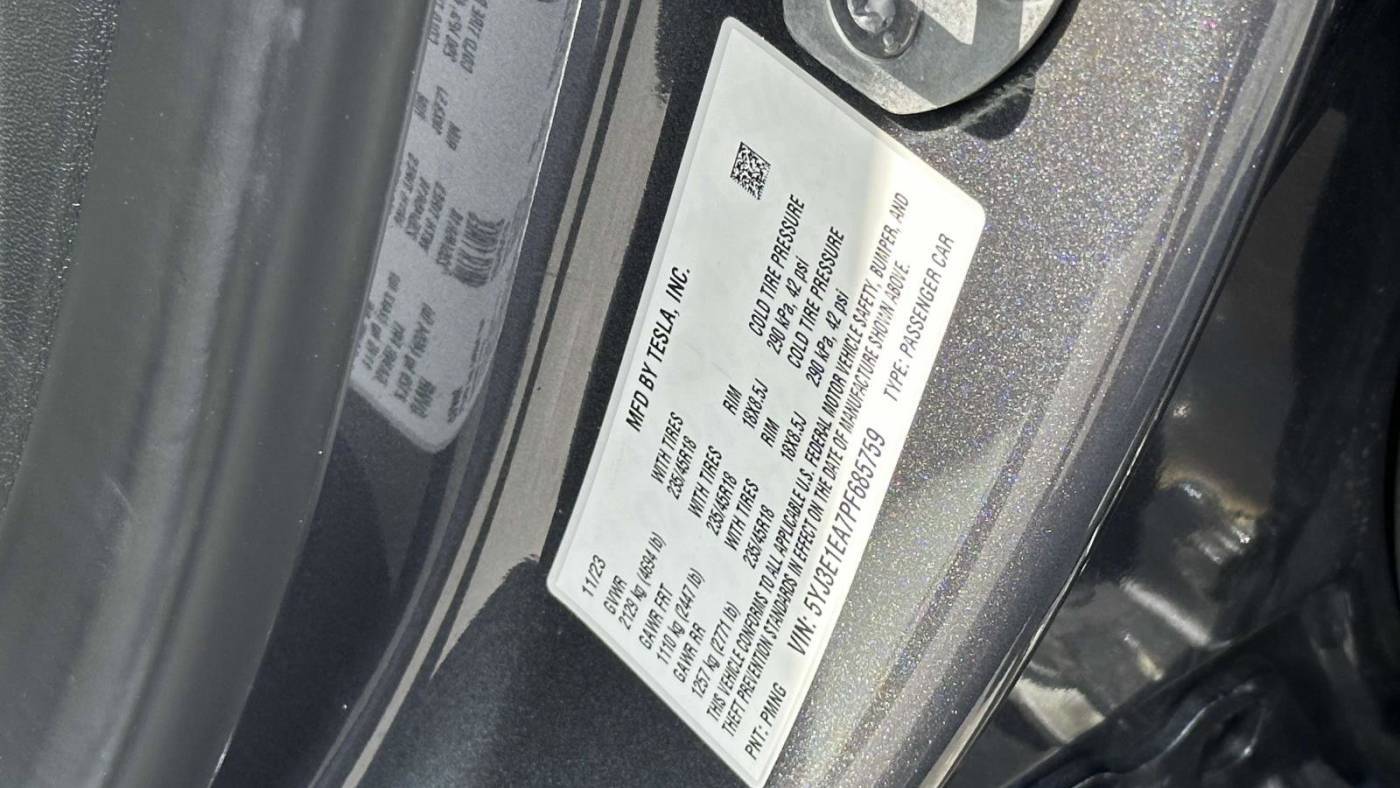 MFD BY TESLA, INC.
11/23
GVWR
2129 kg (4694 lb)
GAWR FRT WITH TIRES RIM COLD TIRE PRESSURE
1110 kg (2447 lb) 235/45R18 18X8.5J 290 kPa, 42 psi
GAWR RR WITH TIRES RIM COLD TIRE PRESSURE
1257 kg (2771 lb) 235/45R18 18X8.5J 290 kPa, 42 psi
WITH TIRES
235/45R18
THIS VEHICLE CONFORMS TO ALL APPLICABLE U.S. FEDERAL MOTOR VEHICLE SAFETY, BUMPER, AND
THEFT PREVENTION STANDARDS IN EFFECT ON THE DATE OF MANUFACTURE SHOWN ABOVE.
PNT: PMNG VIN: 5YJ3E1EA7PF685759 TYPE: PASSENGER CAR